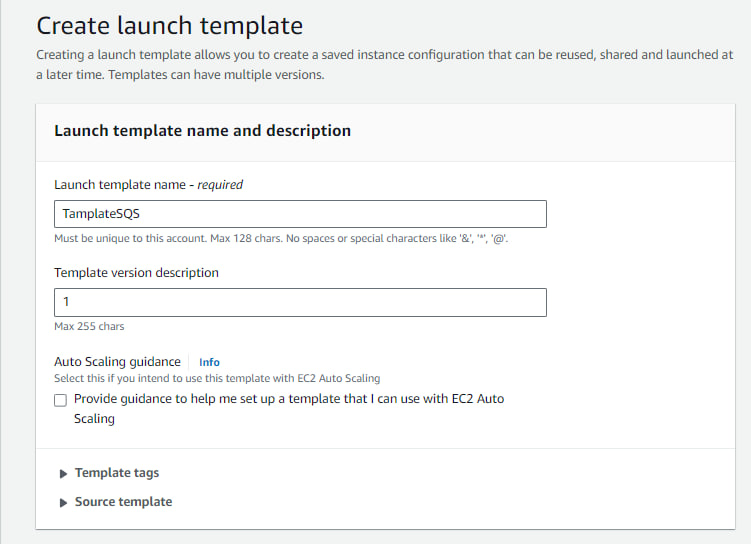 Create launch template
Creating a launch template allows you to create a saved instance configuration that can be reused, shared and launched at
a later time. Templates can have multiple versions.
Launch template name and description
Launch template name - required
TamplateSQS
Must be unique to this account. Max 128 chars. No spaces or special characters like '&', '*', '@'.
Template version description
1
Max 255 chars
Auto Scaling guidance Info
Select this if you intend to use this template with EC2 Auto Scaling
Provide guidance to help me set up a template that I can use with EC2 Auto
Scaling
Template tags
Source template